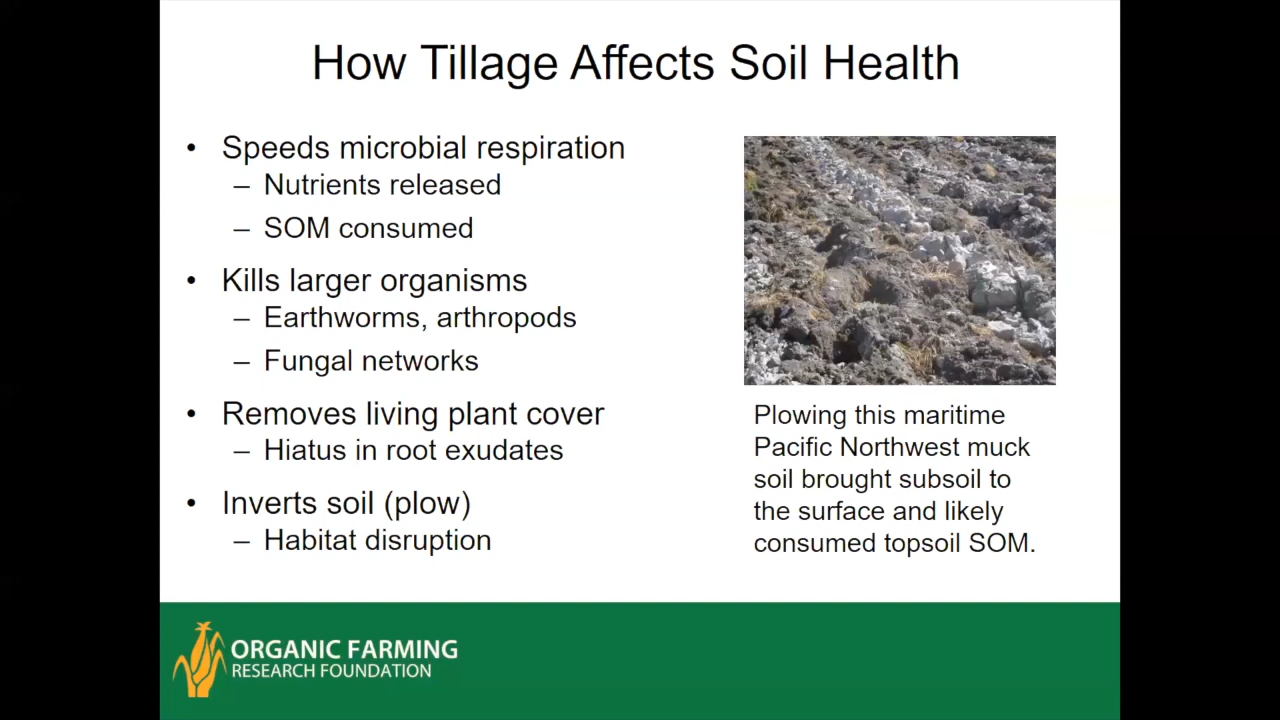 How Tillage Affects Soil Health
• Speeds microbial respiration
– Nutrients released
– SOM consumed
• Kills larger organisms
– Earthworms, arthropods
– Fungal networks
• Removes living plant cover
– Hiatus in root exudates
• Inverts soil (plow)
– Habitat disruption
Plowing this maritime
Pacific Northwest muck
soil brought subsoil to
the surface and likely
consumed topsoil SOM.
ORGANIC FARMING
RESEARCH FOUNDATION